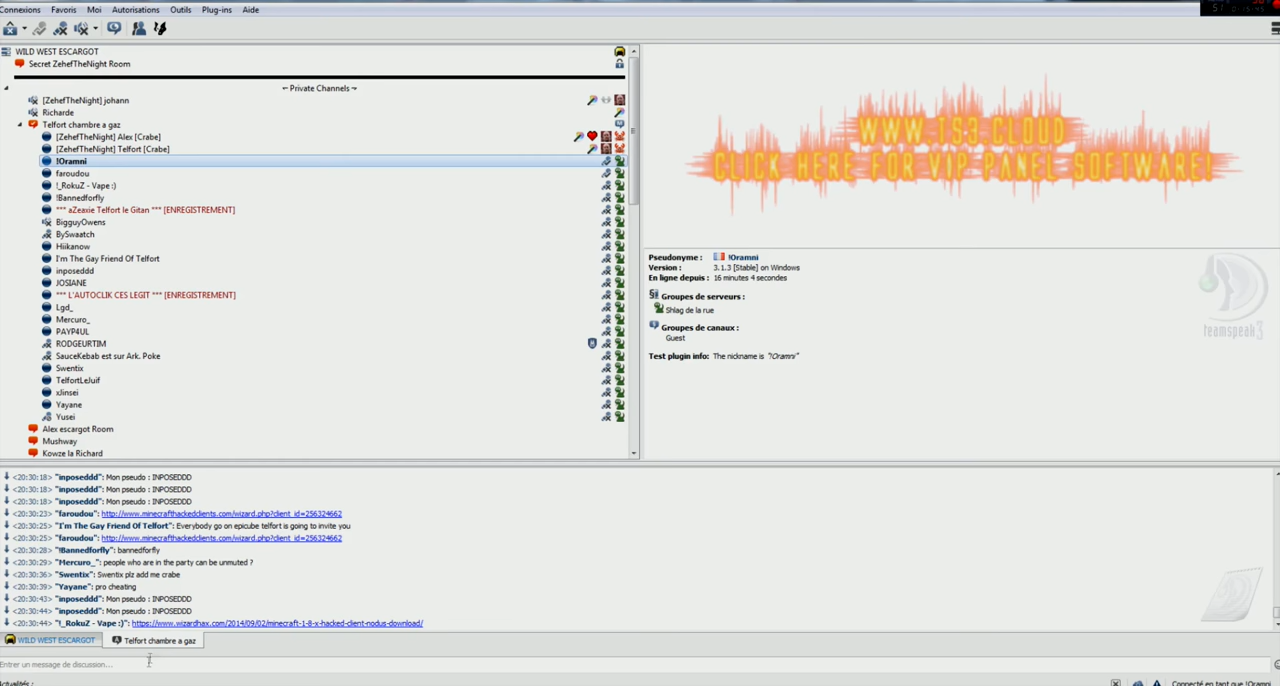 Connexions Favoris Moi Autorisations Outils Plug-ins Aide
WILD WEST ESCARGOT
Secret ZehefTheNight Room
~ Private Channels ~
[ZehefTheNight] johann
Richarde
Telfort chambre a gaz
[ZehefTheNight] Alex [Crabe]
[ZehefTheNight] Telfort [Crabe]
!Oramni
faroudou
!_RokuZ - Vape :)
!Bannedforfly
*** aZeaxie Telfort le Gitan *** [ENREGISTREMENT]
BigguyOwens
BySwaatch
Hiikanow
I'm The Gay Friend Of Telfort
inposeddd
JOSIANE
*** L'AUTOCLIK CES LEGIT *** [ENREGISTREMENT]
Lgd_
Mercuro_
PAYP4UL
RODGEURTIM
SauceKebab est sur Ark. Poke
Swentix
TelfortLeJuif
xJinsei
Yayane
Yusei
Alex escargot Room
Mushway
Kowze la Richard
WWW.TS3.CLOUD
CLICK HERE FOR VIP PANEL SOFTWARE!
Pseudonyme : !Oramni
Version : 3.1.3 [Stable] on Windows
En ligne depuis : 16 minutes 4 secondes
Groupes de serveurs :
Shlag de la rue
Groupes de canaux :
Guest
Test plugin info: The nickname is "!Oramni"
teamspeak3
<20:30:18> "inposeddd": Mon pseudo : INPOSEDDD
<20:30:18> "inposeddd": Mon pseudo : INPOSEDDD
<20:30:18> "inposeddd": Mon pseudo : INPOSEDDD
<20:30:23> "faroudou": http://www.minecrafthackedclients.com/wizard.php?client_id=256324662
<20:30:25> "I'm The Gay Friend Of Telfort": Everybody go on epicube telfort is going to invite you
<20:30:25> "faroudou": http://www.minecrafthackedclients.com/wizard.php?client_id=256324662
<20:30:28> "!Bannedforfly": bannedforfly
<20:30:29> "Mercuro_": people who are in the party can be unmuted ?
<20:30:36> "Swentix": Swentix plz add me crabe
<20:30:39> "Yayane": pro cheating
<20:30:43> "inposeddd": Mon pseudo : INPOSEDDD
<20:30:44> "inposeddd": Mon pseudo : INPOSEDDD
<20:30:44> "!_RokuZ - Vape :)": https://www.wizardhax.com/2014/09/02/minecraft-1-8-x-hacked-client-nodus-download/
WILD WEST ESCARGOT Telfort chambre a gaz
Entrer un message de discussion...
Actualités : Connecté en tant que !Oramni